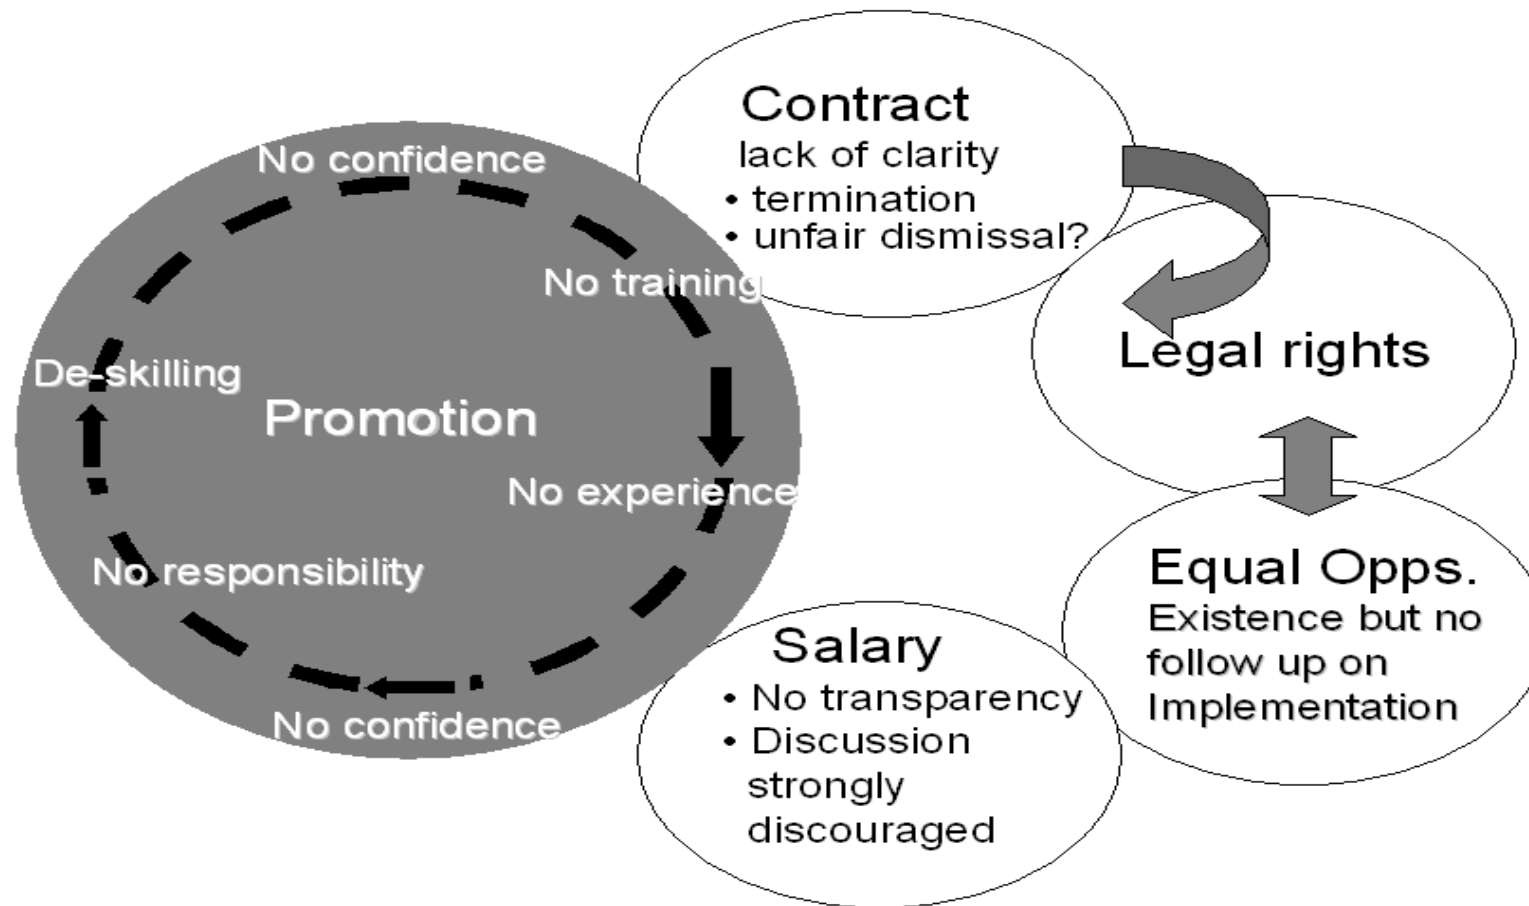 No confidence
No training
De-skilling
Promotion
No experience
No responsibility
No confidence
Contract
lack of clarity
• termination
• unfair dismissal?
Legal rights
Equal Opps.
Existence but no
follow up on
Implementation
Salary
• No transparency
• Discussion
strongly
discouraged